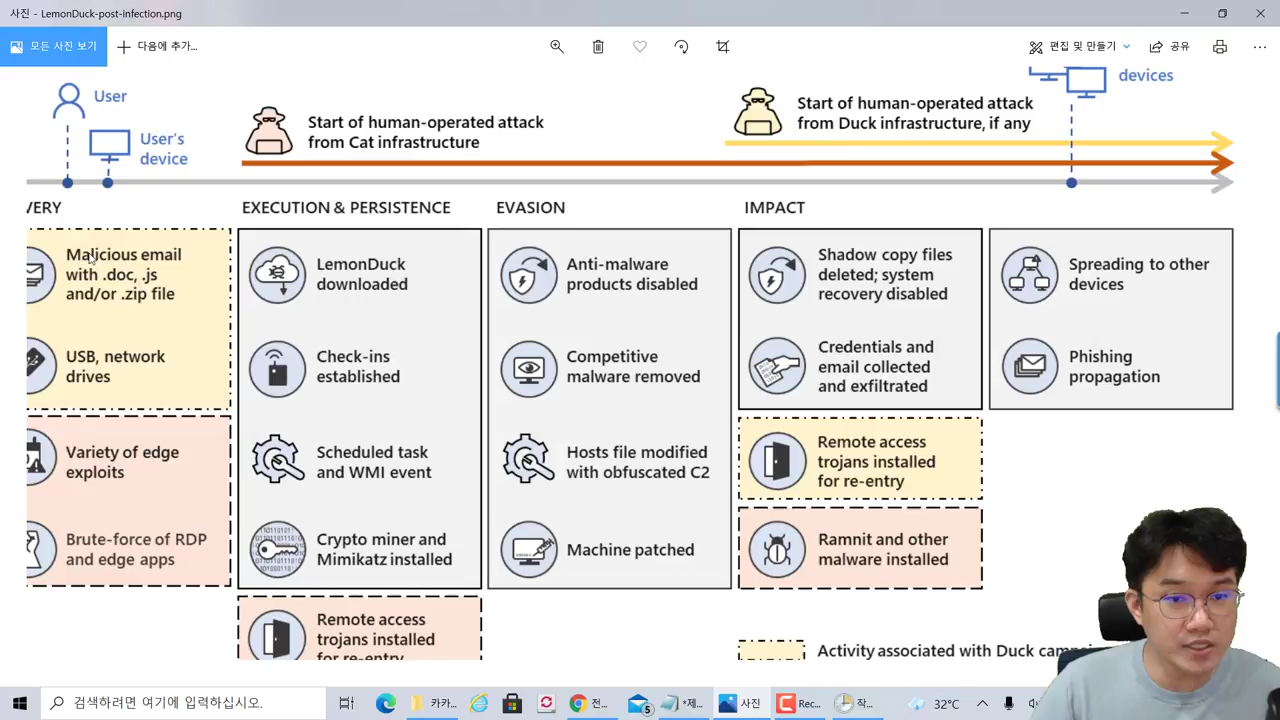 사진 - LemonDuck-post-infection.png
모든 사진 보기
다음에 추가...
편집 및 만들기
공유
User
User's
device
Start of human-operated attack
from Cat infrastructure
Start of human-operated attack
from Duck infrastructure, if any
devices
VERY
EXECUTION & PERSISTENCE
EVASION
IMPACT
Malicious email
with .doc, .js
and/or .zip file
USB, network
drives
Variety of edge
exploits
Brute-force of RDP
and edge apps
LemonDuck
downloaded
Check-ins
established
Scheduled task
and WMI event
Crypto miner and
Mimikatz installed
Remote access
trojans installed
for re-entry
Anti-malware
products disabled
Competitive
malware removed
Hosts file modified
with obfuscated C2
Machine patched
Shadow copy files
deleted; system
recovery disabled
Credentials and
email collected
and exfiltrated
Remote access
trojans installed
for re-entry
Ramnit and other
malware installed
Spreading to other
devices
Phishing
propagation
Activity associated with Duck
검색하려면 여기에 입력하십시오.
카카...
전...
5
*제...
사진
Rec...
작...
32°C